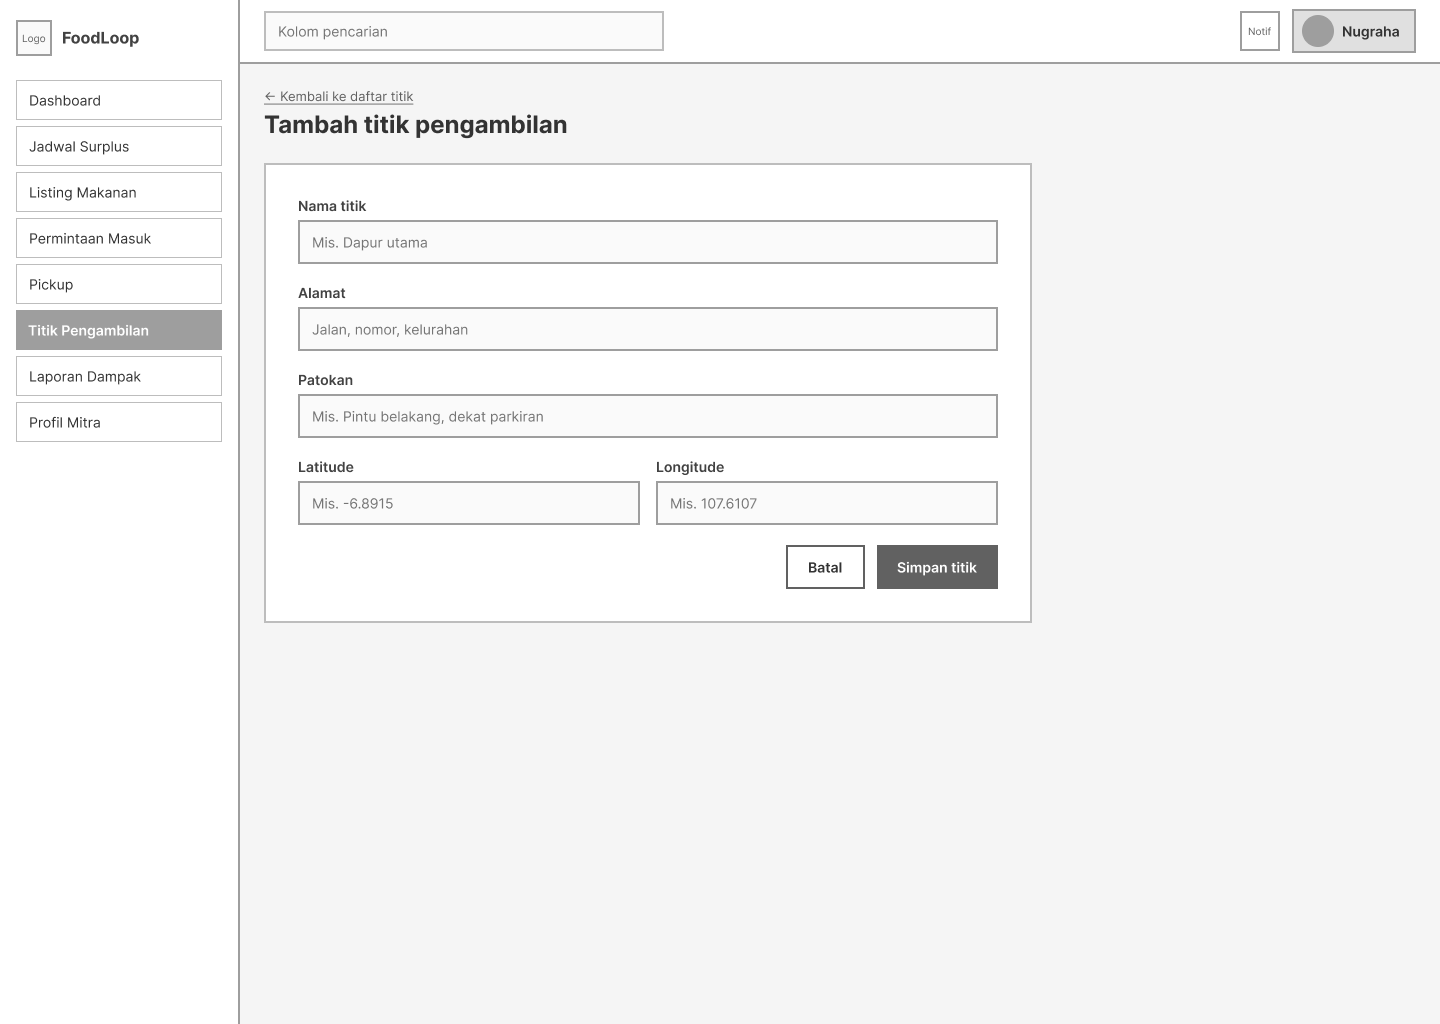 Logo
FoodLoop
Dashboard
Jadwal Surplus
Listing Makanan
Permintaan Masuk
Pickup
Titik Pengambilan
Laporan Dampak
Profil Mitra
Kolom pencarian
Notif
Nugraha
← Kembali ke daftar titik
Tambah titik pengambilan
Nama titik
Mis. Dapur utama
Alamat
Jalan, nomor, kelurahan
Patokan
Mis. Pintu belakang, dekat parkiran
Latitude
Mis. -6.8915
Longitude
Mis. 107.6107
Batal
Simpan titik